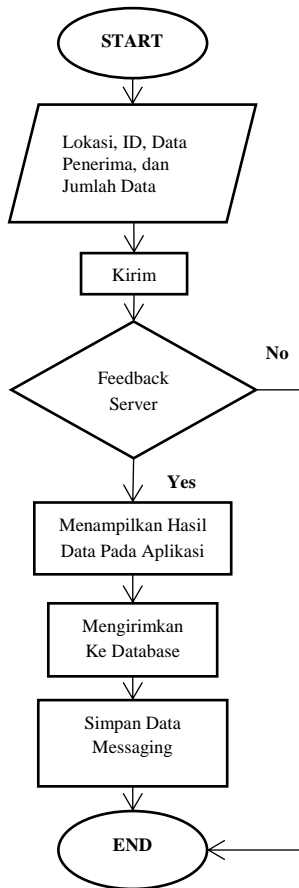 START
Lokasi, ID, Data
Penerima, dan
Jumlah Data
Kirim
No
Feedback
Server
Yes
Menampilkan Hasil
Data Pada Aplikasi
Mengirimkan
Ke Database
Simpan Data
Messaging
END